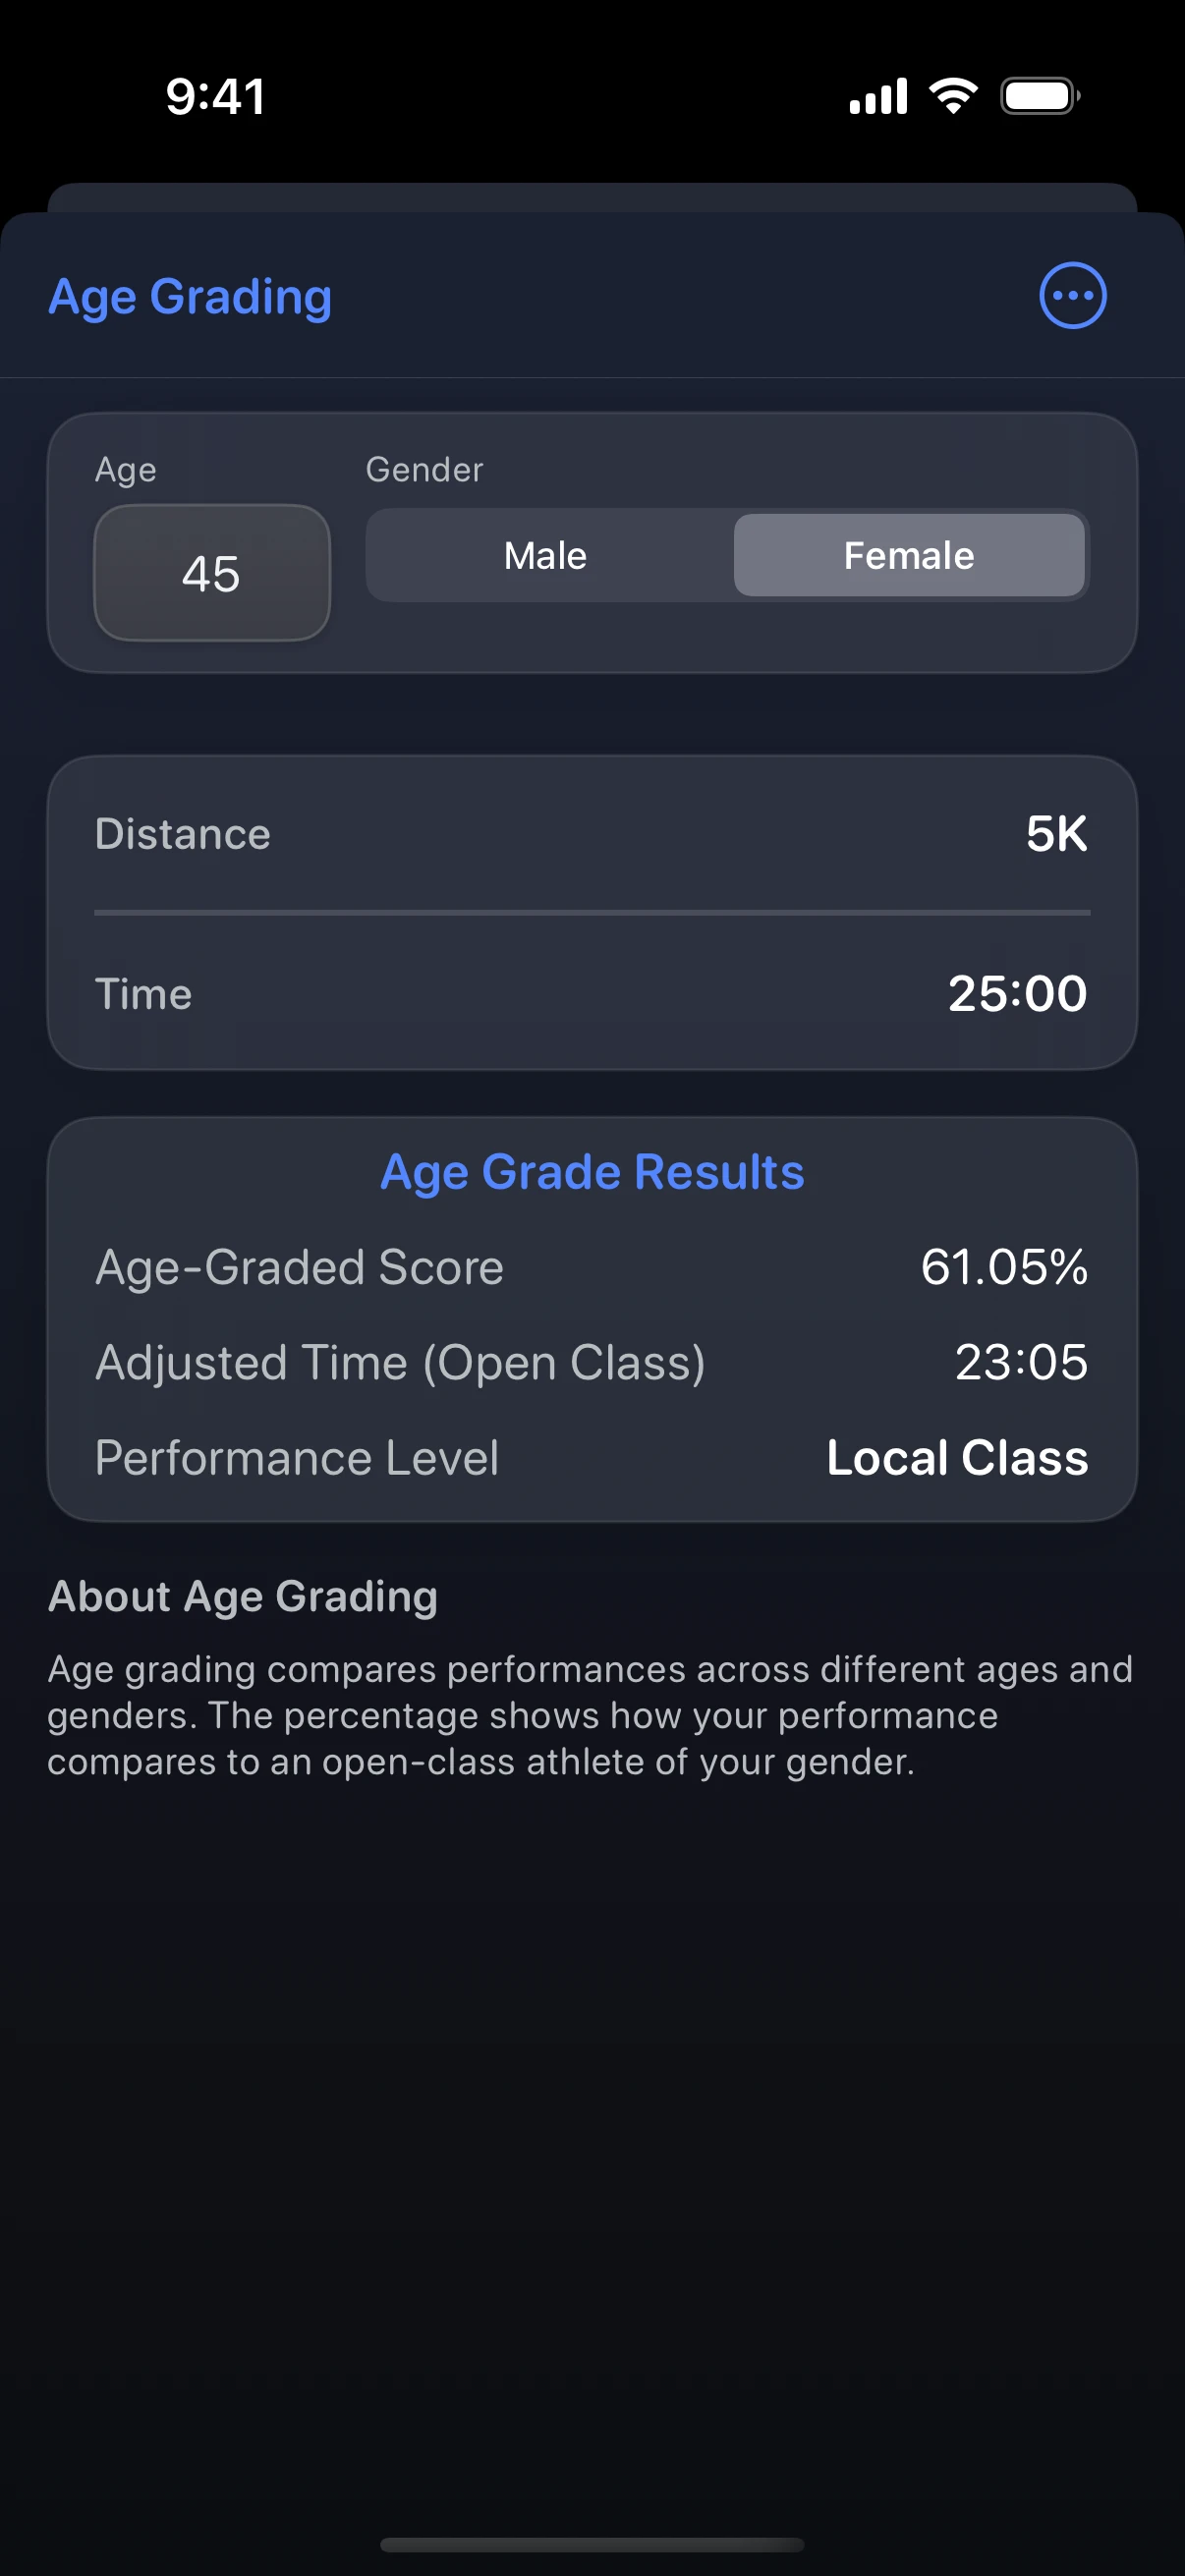 9:41
Age Grading
Age
Gender
45
Male
Female
Distance
5K
Time
25:00
Age Grade Results
Age-Graded Score
61.05%
Adjusted Time (Open Class)
23:05
Performance Level
Local Class
About Age Grading
Age grading compares performances across different ages and
genders. The percentage shows how your performance
compares to an open-class athlete of your gender.